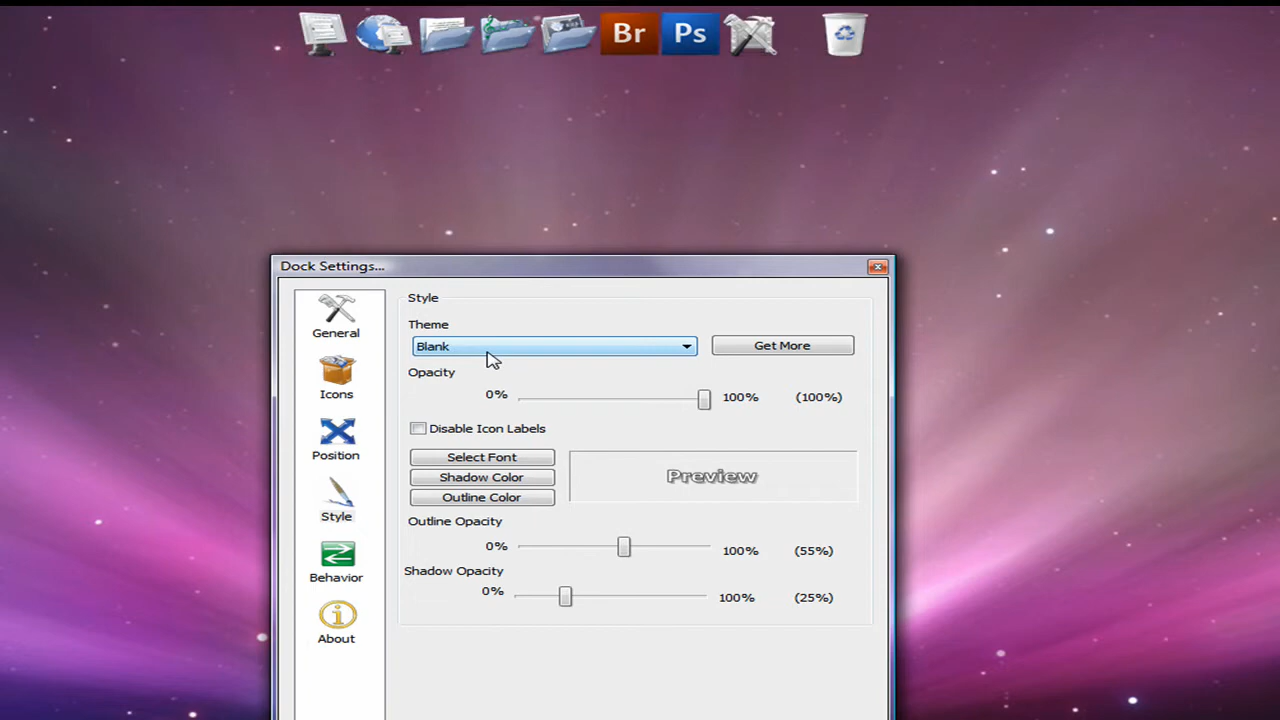 Br Ps
Dock Settings...
General
Icons
Position
Style
Behavior
About
Style
Theme
Blank
Get More
Opacity
0% 100% (100%)
Disable Icon Labels
Select Font
Shadow Color
Outline Color
Preview
Outline Opacity
0% 100% (55%)
Shadow Opacity
0% 100% (25%)